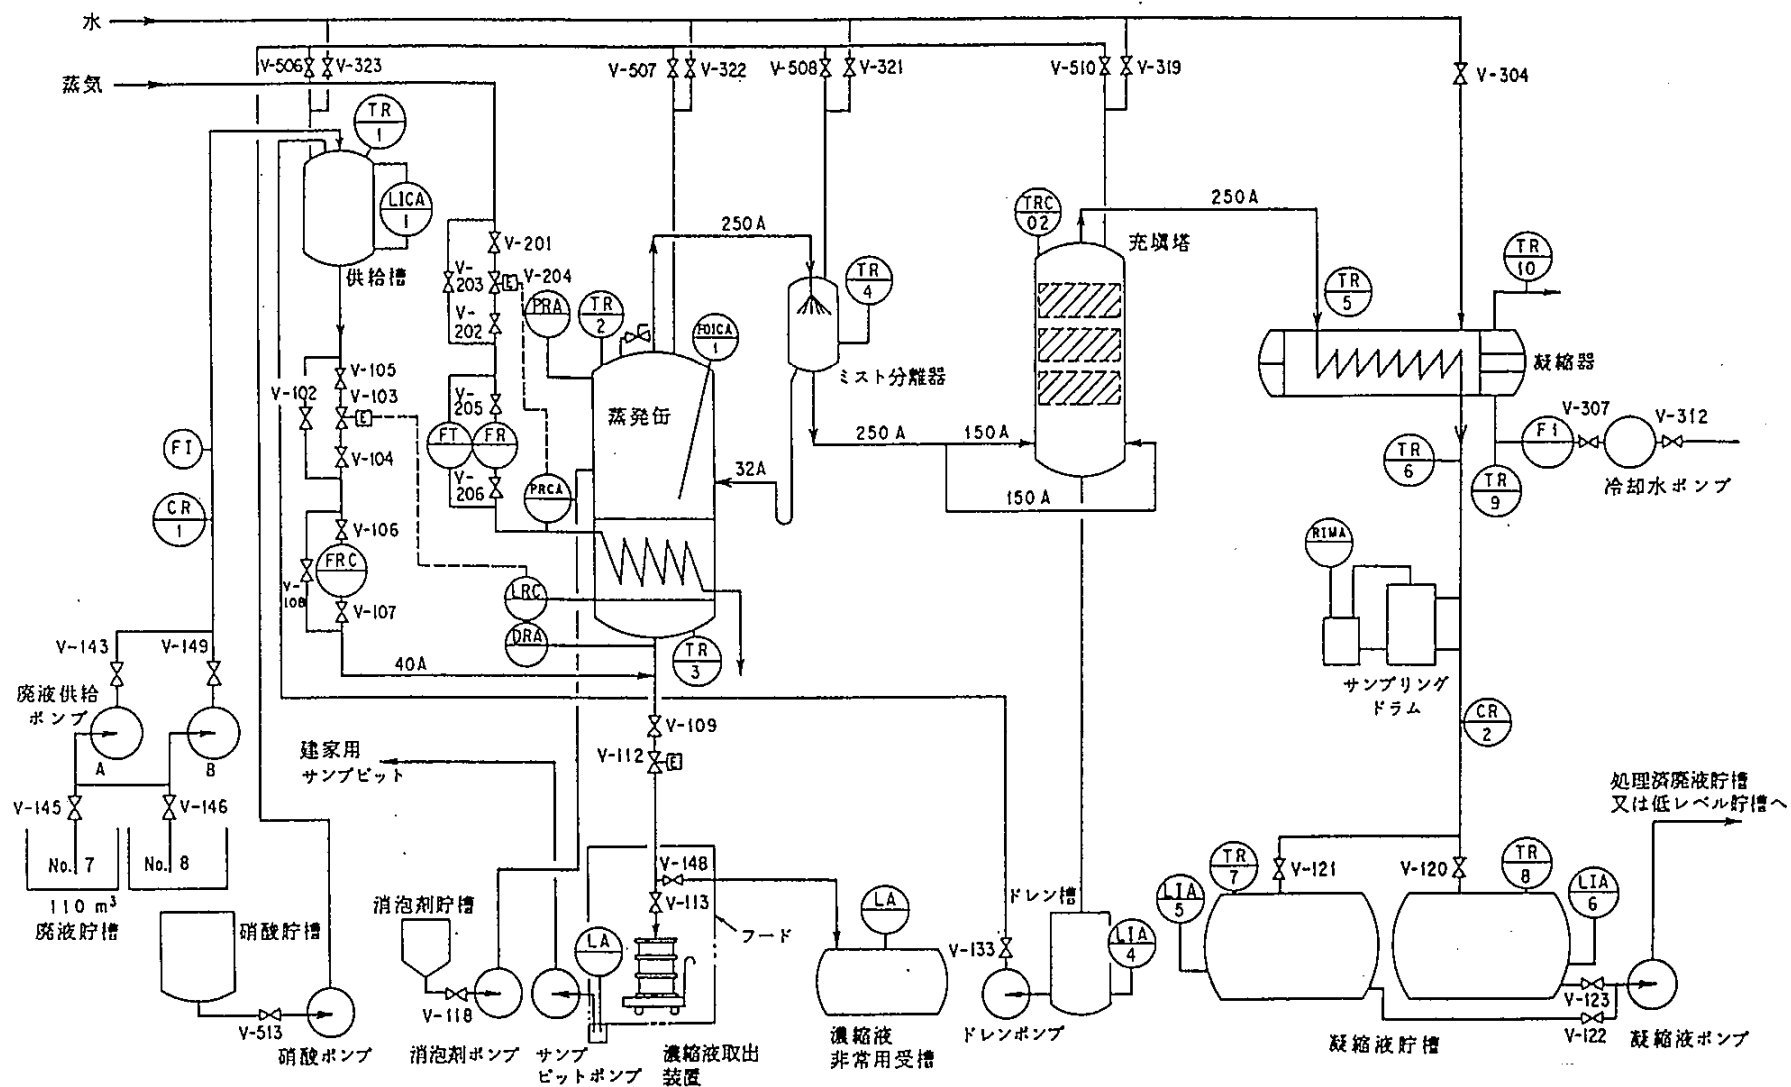 水
V-506
V-323
V-507
V-322
V-508
V-321
V-510
V-319
V-304
蒸気
TR
1
LICA
1
供給槽
V-201
V-
203
V-204
V-
202
PRA
TR
2
FOICA
1
250A
TR
4
ミスト分離器
TRC
02
充塡塔
250A
TR
5
TR
10
凝縮器
V-105
V-102
V-103
V-104
V-
205
FT
FR
V-
206
PRCA
蒸発缶
32A
250A
150A
150A
V-307
V-312
FI
冷却水ポンプ
TR
6
TR
9
FI
CR
1
V-106
FRC
V-
108
V-107
LRC
DRA
TR
3
40A
RIMA
サンプリング
ドラム
CR
2
V-143
V-149
廃液供給
ポンプ
A
B
V-145
V-146
No. 7
No. 8
110 m³
廃液貯槽
建家用
サンプピット
V-109
V-112
V-148
V-113
フード
LA
LA
処理済廃液貯槽
又は低レベル貯槽へ
V-121
V-120
TR
7
TR
8
LIA
5
LIA
6
硝酸貯槽
V-513
硝酸ポンプ
消泡剤貯槽
V-118
消泡剤ポンプ
サンプ
ピットポンプ
濃縮液取出
装置
濃縮液
非常用受槽
ドレン槽
V-133
LIA
4
ドレンポンプ
凝縮液貯槽
V-123
V-122
凝縮液ポンプ
E
E
E